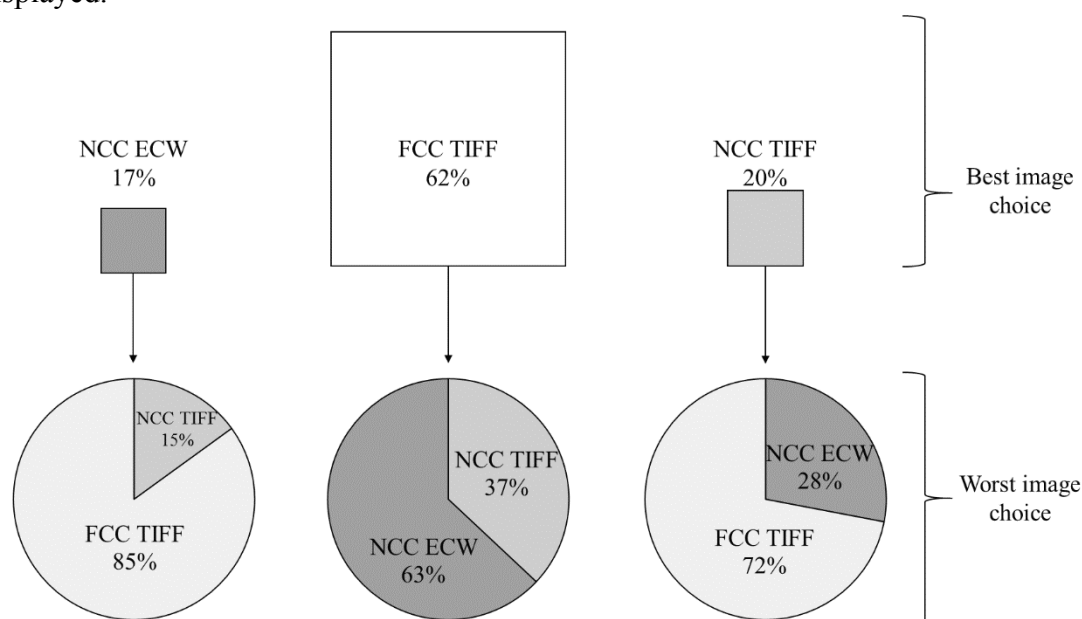 NCC ECW
17%
FCC TIFF
62%
NCC TIFF
20%
Best image
choice
NCC TIFF
15%
FCC TIFF
85%
NCC TIFF
37%
NCC ECW
63%
NCC ECW
28%
FCC TIFF
72%
Worst image
choice